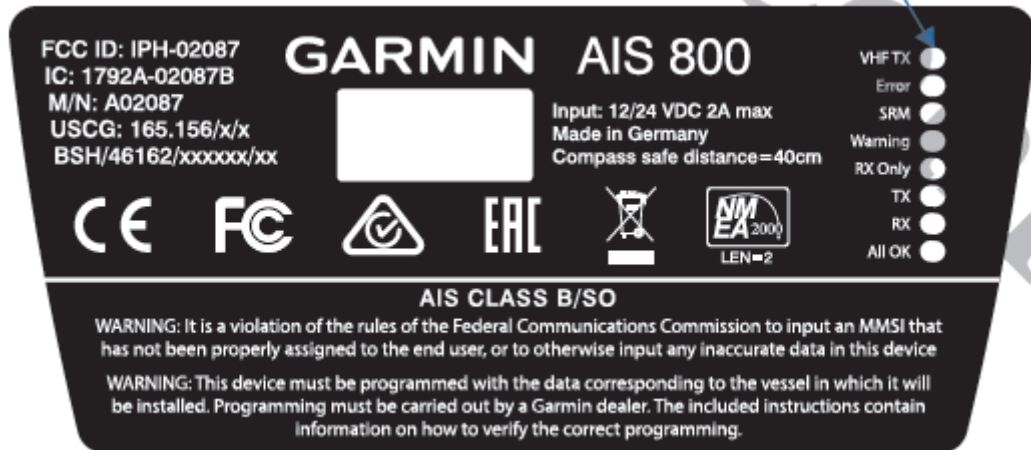 FCC ID: IPH-02087
IC: 1792A-02087B
M/N: A02087
USCG: 165.156/x/x
BSH/46162/xxxxxx/xx
GARMIN AIS 800
Input: 12/24 VDC 2A max
Made in Germany
Compass safe distance=40cm
VHF TX
Error
SRM
Warning
RX Only
TX
RX
All OK
CE FC EAC NMEA 2000
LEN=2
AIS CLASS B/SO
WARNING: It is a violation of the rules of the Federal Communications Commission to input an MMSI that
has not been properly assigned to the end user, or to otherwise input any inaccurate data in this device
WARNING: This device must be programmed with the data corresponding to the vessel in which it will
be installed. Programming must be carried out by a Garmin dealer. The included instructions contain
information on how to verify the correct programming.